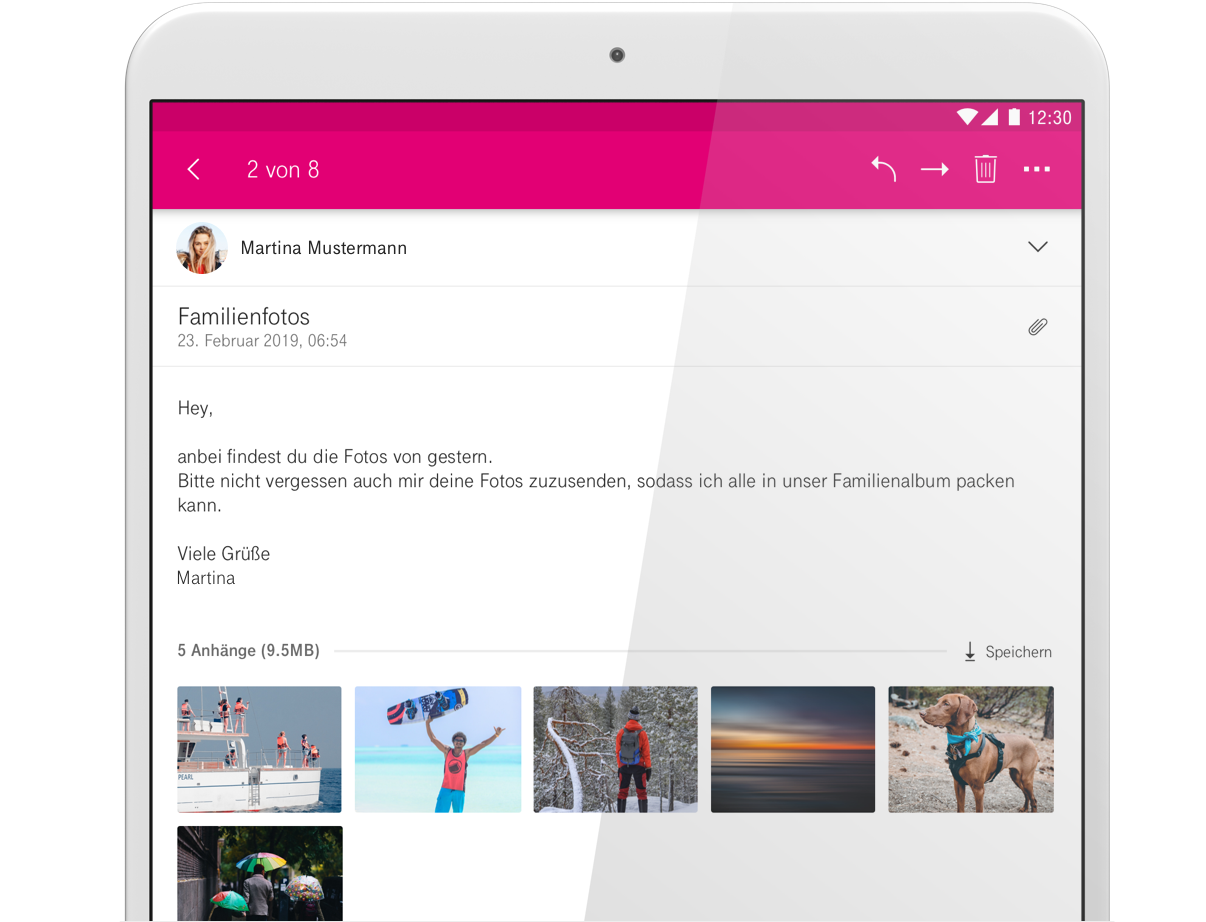 12:30
2 von 8
Martina Mustermann
Familienfotos
23. Februar 2019, 06:54
Hey,
anbei findest du die Fotos von gestern.
Bitte nicht vergessen auch mir deine Fotos zuzusenden, sodass ich alle in unser Familienalbum packen
kann.
Viele Grüße
Martina
5 Anhänge (9.5MB)
Speichern
PEARL